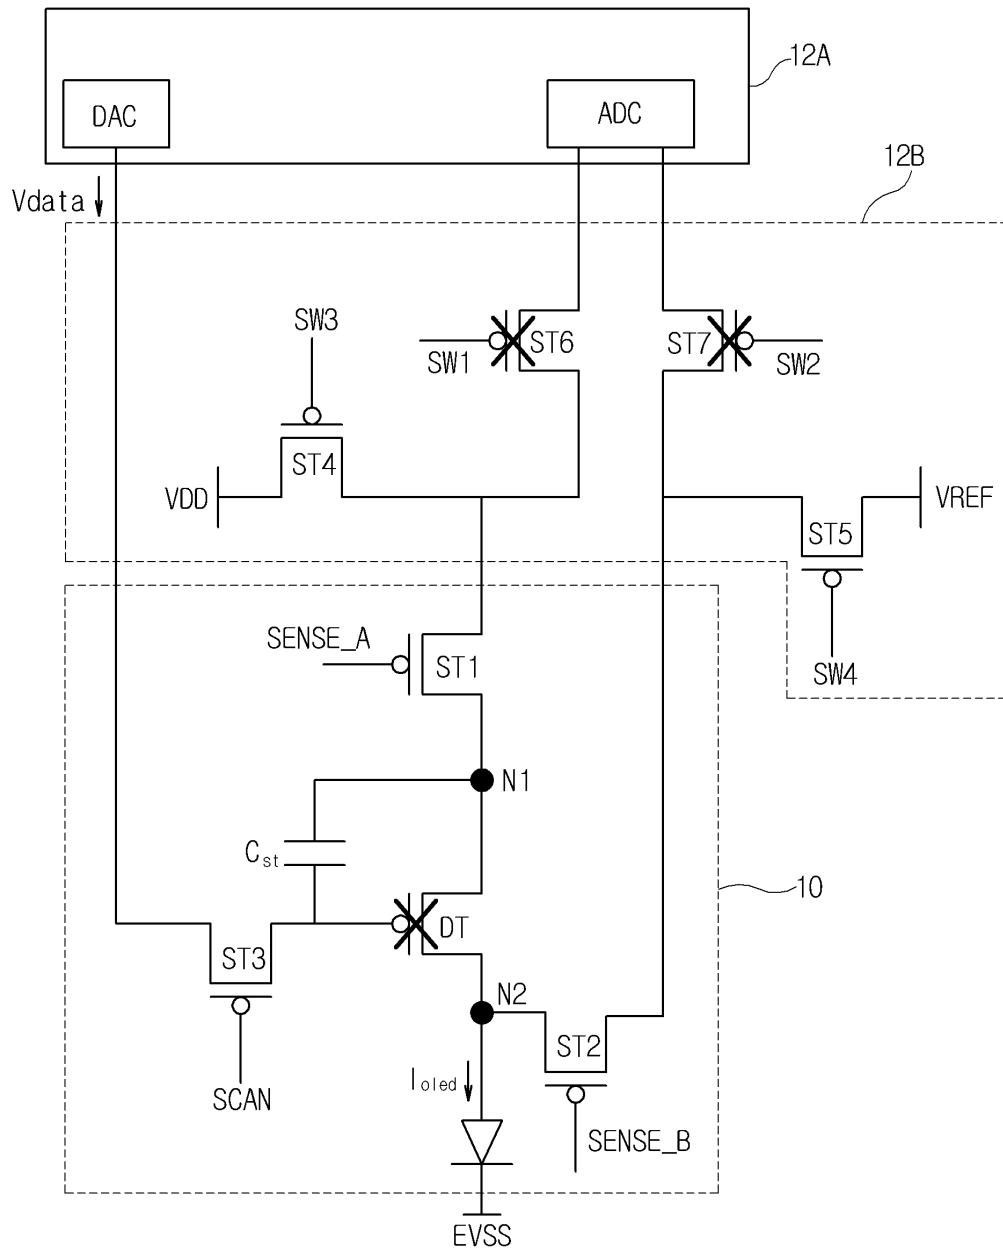 12A
DAC
ADC
12B
Vdata
SW3
SW1
ST6
ST7
SW2
ST4
VDD
VREF
ST5
SENSE_A
ST1
SW4
N1
Cst
10
DT
ST3
N2
ST2
Ioled
SCAN
SENSE_B
EVSS